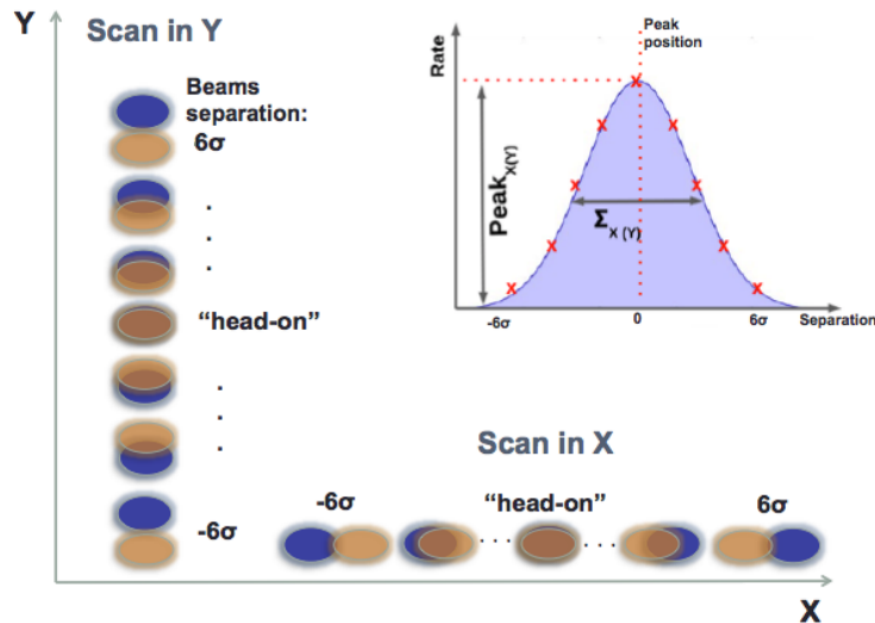 Y
Scan in Y
Beams
separation:
6σ
.
.
.
"head-on"
.
.
.
-6σ
Peak
position
Rate
Peak X(Y)
Σ X (Y)
-6σ
0
6σ
Separation
Scan in X
-6σ
"head-on"
6σ
. . .
. . .
X